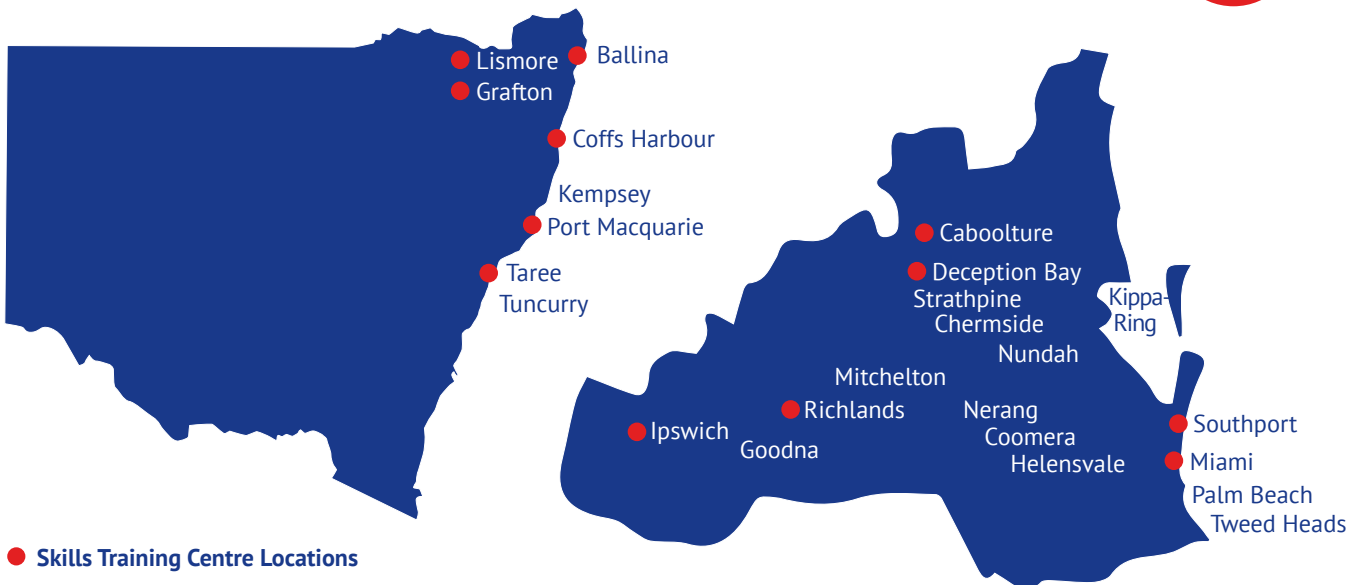 Lismore
Ballina
Grafton
Coffs Harbour
Kempsey
Port Macquarie
Taree
Tuncurry
Caboolture
Deception Bay
Strathpine
Chermside
Kippa-
Ring
Nundah
Mitchelton
Richlands
Ipswich
Goodna
Nerang
Coomera
Helensvale
Southport
Miami
Palm Beach
Tweed Heads
Skills Training Centre Locations